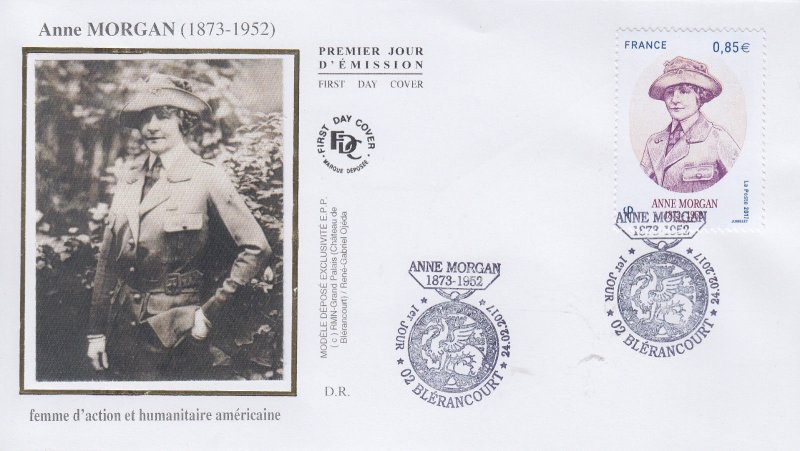 Anne MORGAN (1873-1952)
femme d'action et humanitaire américaine
PREMIER JOUR
D'ÉMISSION
FIRST DAY COVER
FIRST DAY COVER
FDC
MARQUE DÉPOSÉE
MODÈLE DÉPOSÉ EXCLUSIVITÉ E.P.P.
( c ) RMN-Grand Palais (Château de
Blérancourt) / René-Gabriel Ojéda
D.R.
FRANCE 0,85€
ANNE MORGAN
La Poste 2017
ANNE MORGAN
1873-1952
1er JOUR ★ 02 BLÉRANCOURT ★ 24.02.2017
ANNE MORGAN
1873-1952
1er JOUR ★ 02 BLÉRANCOURT ★ 24.02.2017